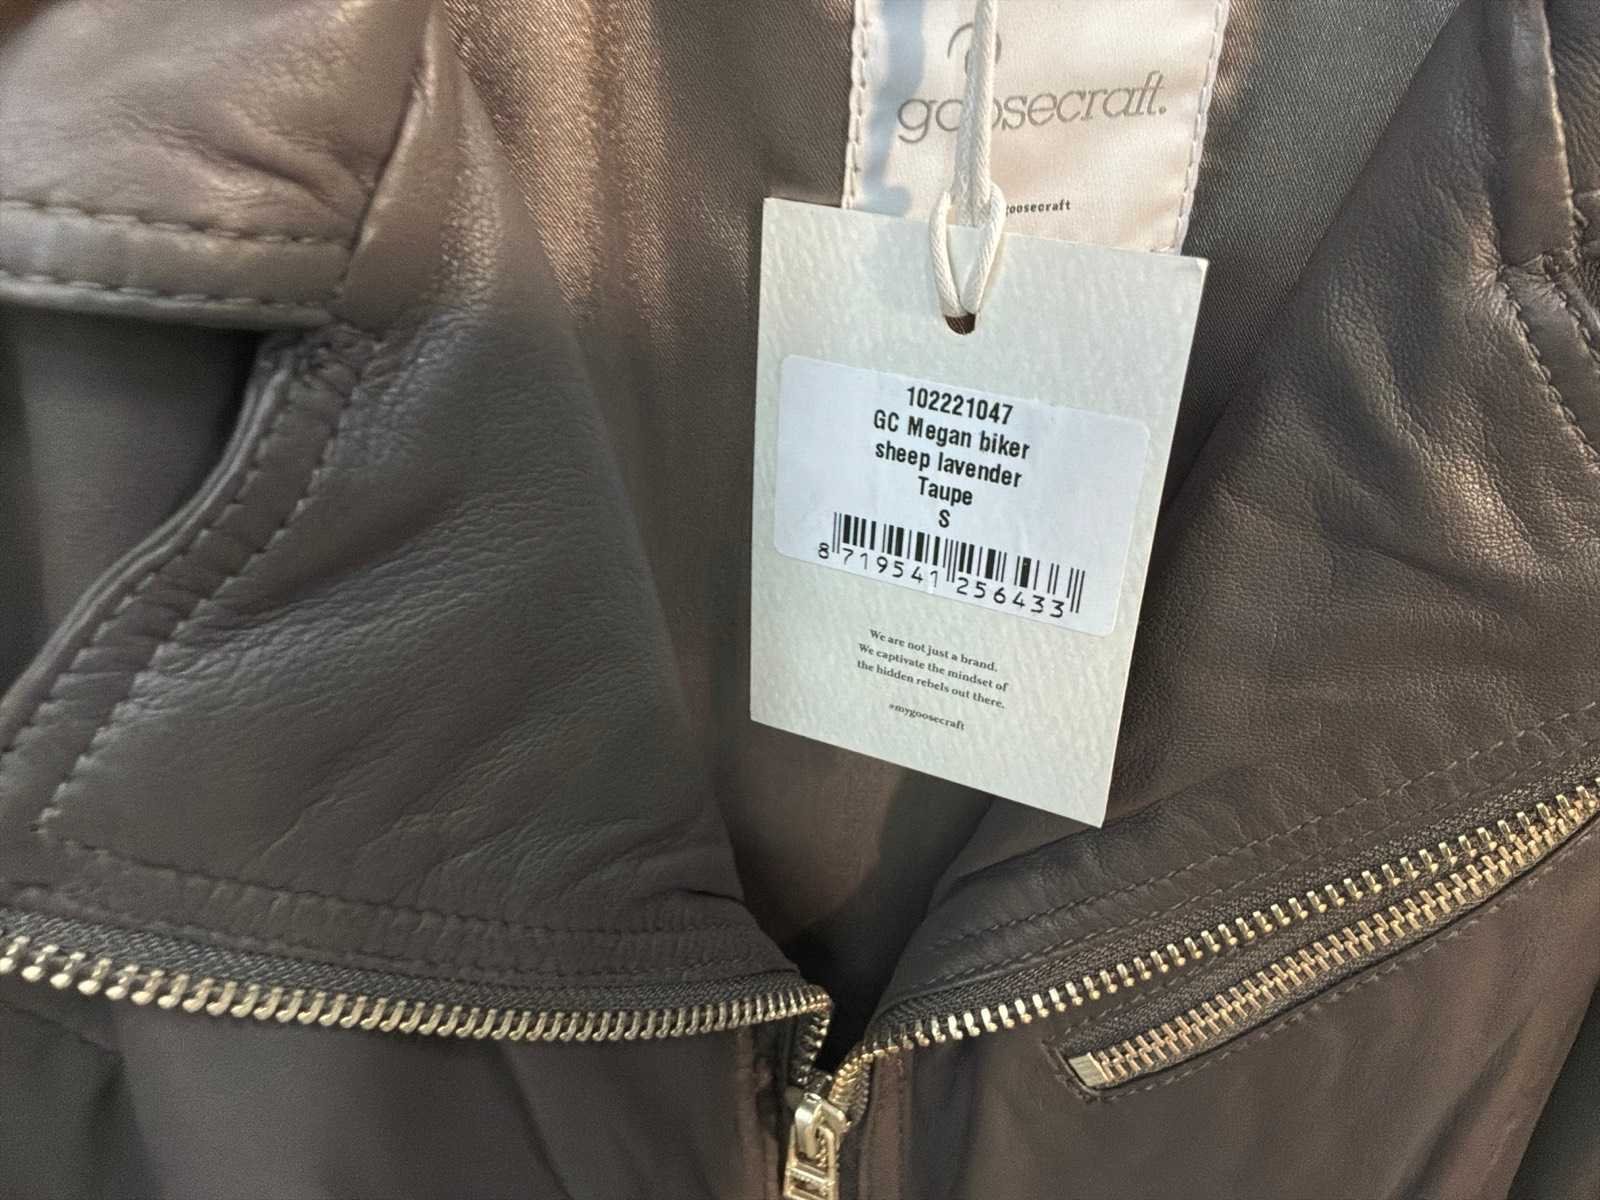 goosecraft.
goosecraft
102221047
GC Megan biker
sheep lavender
Taupe
S
8 719541 256433
We are not just a brand.
We captivate the mindset of
the hidden rebels out there.
#mygoosecraft